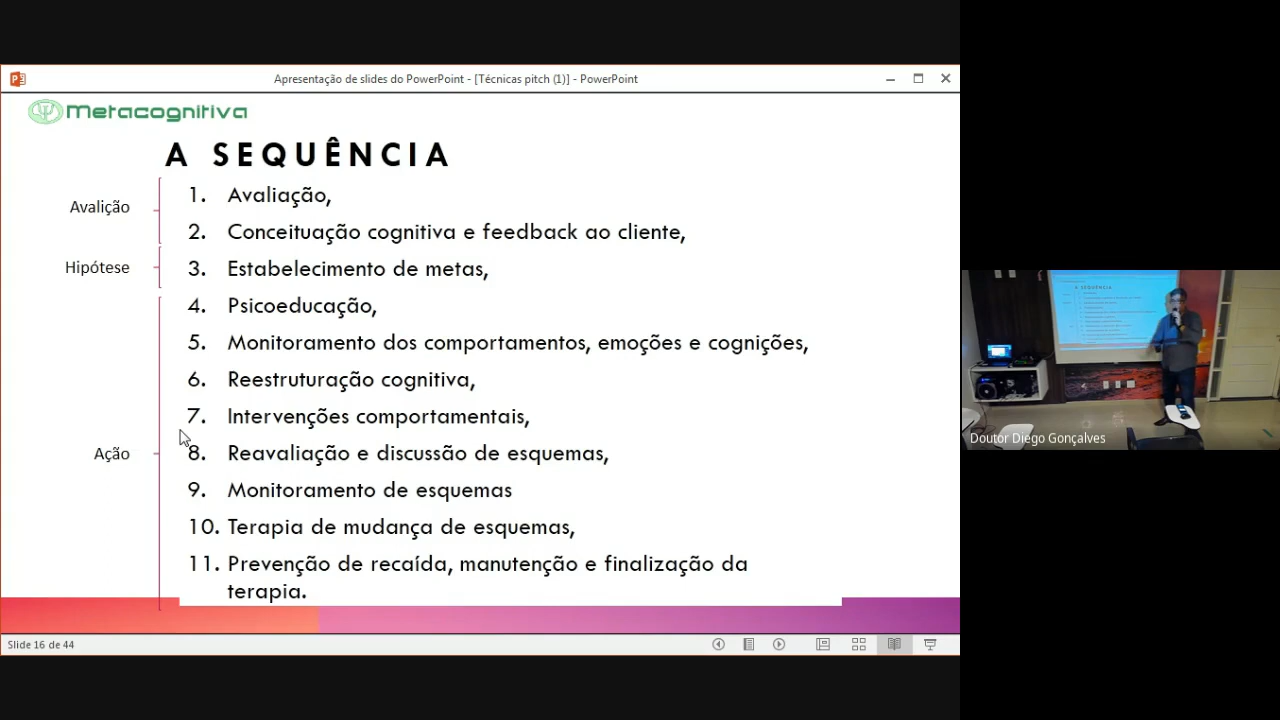 Apresentação de slides do PowerPoint - [Técnicas pitch (1)] - PowerPoint
Metacognitiva
A SEQUÊNCIA
Avalição
1. Avaliação,
2. Conceituação cognitiva e feedback ao cliente,
Hipótese
3. Estabelecimento de metas,
4. Psicoeducação,
5. Monitoramento dos comportamentos, emoções e cognições,
6. Reestruturação cognitiva,
7. Intervenções comportamentais,
Ação
8. Reavaliação e discussão de esquemas,
9. Monitoramento de esquemas
10. Terapia de mudança de esquemas,
11. Prevenção de recaída, manutenção e finalização da
terapia.
Slide 16 de 44
Doutor Diego Gonçalves
A SEQUÊNCIA